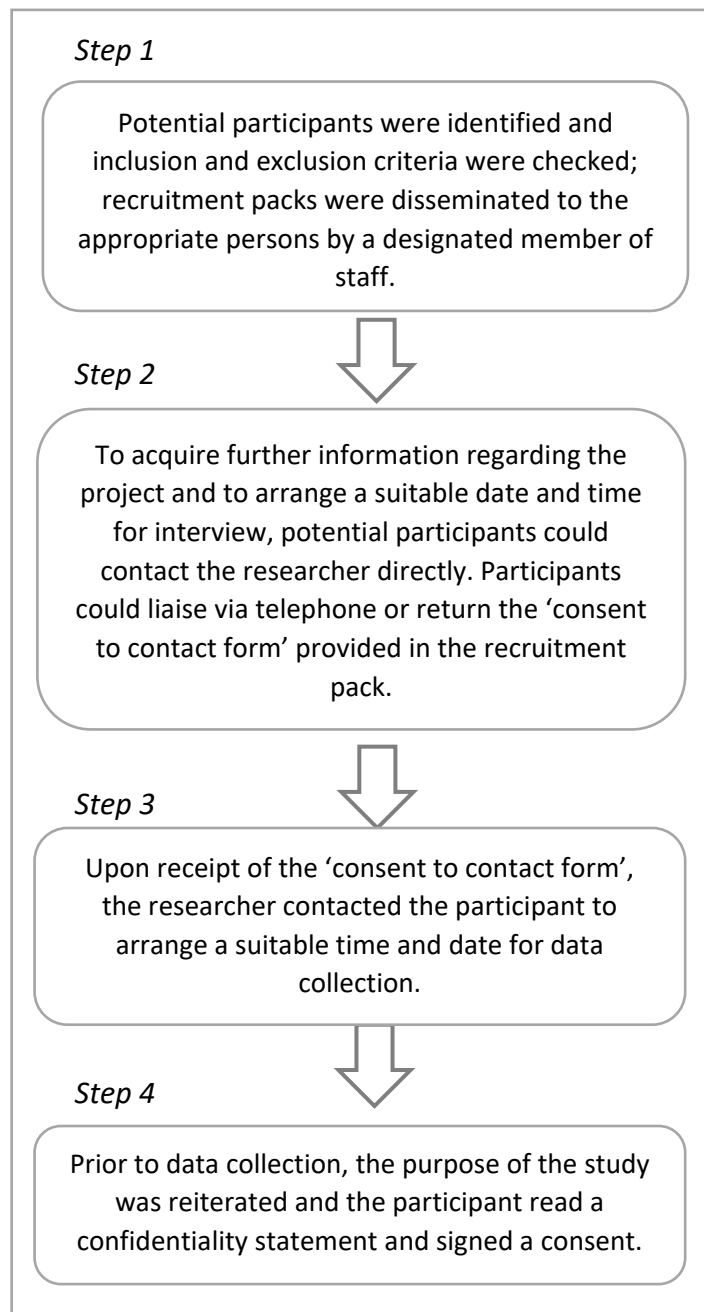 Step 1
Potential participants were identified and
inclusion and exclusion criteria were checked;
recruitment packs were disseminated to the
appropriate persons by a designated member of
staff.
Step 2
To acquire further information regarding the
project and to arrange a suitable date and time
for interview, potential participants could
contact the researcher directly. Participants
could liaise via telephone or return the ‘consent
to contact form’ provided in the recruitment
pack.
Step 3
Upon receipt of the ‘consent to contact form’,
the researcher contacted the participant to
arrange a suitable time and date for data
collection.
Step 4
Prior to data collection, the purpose of the study
was reiterated and the participant read a
confidentiality statement and signed a consent.